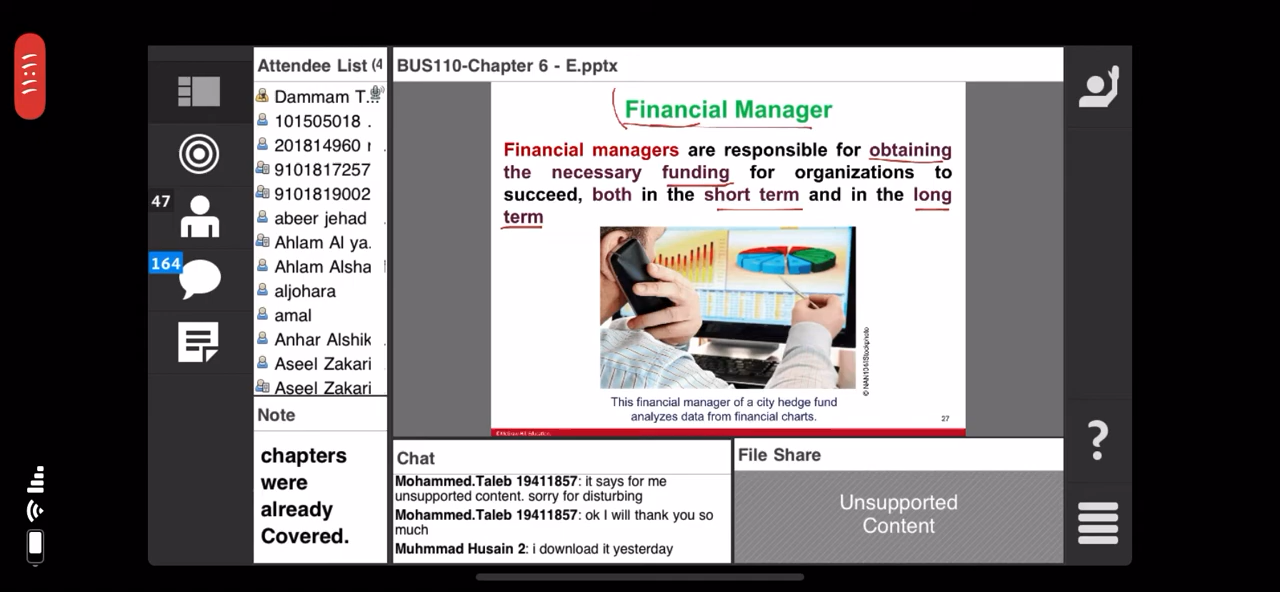 ١١:١١
Attendee List (4
BUS110-Chapter 6 - E.pptx
Dammam T...
101505018 .
201814960 r
9101817257
9101819002
abeer jehad
Ahlam Al ya.
Ahlam Alsha
aljohara
amal
Anhar Alshik
Aseel Zakari
Aseel Zakari
47
164
Financial Manager
Financial managers are responsible for obtaining
the necessary funding for organizations to
succeed, both in the short term and in the long
term
This financial manager of a city hedge fund
analyzes data from financial charts.
27
Note
chapters
were
already
Covered.
Chat
Mohammed.Taleb 19411857: it says for me
unsupported content. sorry for disturbing
Mohammed.Taleb 19411857: ok I will thank you so
much
Muhmmad Husain 2: i download it yesterday
File Share
Unsupported
Content
?